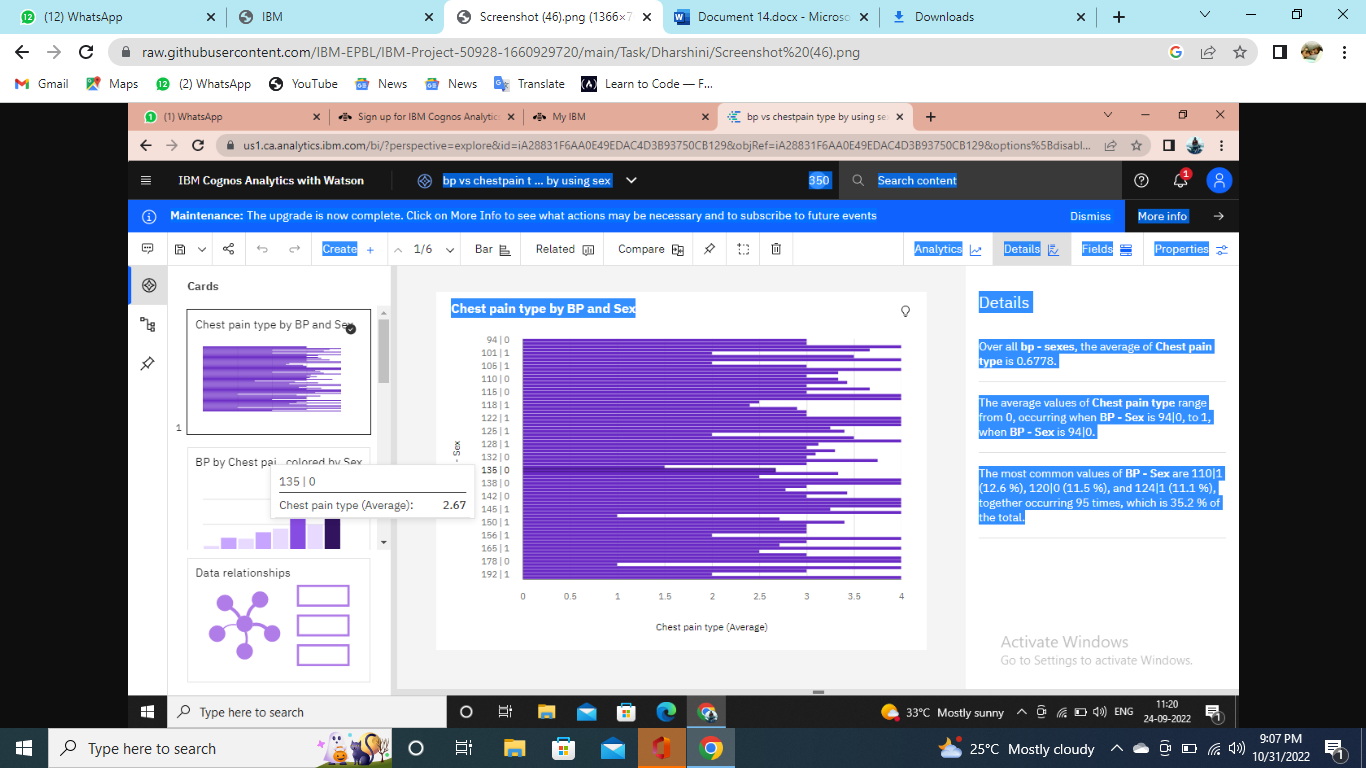 (12) WhatsApp
IBM
Screenshot (46).png (1366×7
Document 14.docx - Microso
Downloads
raw.githubusercontent.com/IBM-EPBL/IBM-Project-50928-1660929720/main/Task/Dharshini/Screenshot%20(46).png
Gmail
Maps
(2) WhatsApp
YouTube
News
News
Translate
Learn to Code — F...
(1) WhatsApp
Sign up for IBM Cognos Analytic
My IBM
bp vs chestpain type by using se
us1.ca.analytics.ibm.com/bi/?perspective=explore&id=iA28831F6AA0E49EDAC4D3B93750CB129&objRef=iA28831F6AA0E49EDAC4D3B93750CB129&options%5Bdisabl...
IBM Cognos Analytics with Watson
bp vs chestpain t ... by using sex
350
Search content
1
Maintenance: The upgrade is now complete. Click on More Info to see what actions may be necessary and to subscribe to future events
Dismiss
More info
Create +
1/6
Bar
Related
Compare
Analytics
Details
Fields
Properties
Cards
Chest pain type by BP and Sex
1
BP by Chest pai
colored by Sex
Data relationships
135 | 0
Chest pain type (Average): 2.67
Chest pain type by BP and Sex
94 | 0
101 | 1
105 | 1
110 | 0
116 | 0
118 | 1
122 | 1
125 | 1
128 | 1
132 | 0
136 | 0
138 | 0
142 | 0
145 | 1
150 | 1
156 | 1
165 | 1
178 | 0
192 | 1
- Sex
0 0.5 1 1.5 2 2.5 3 3.5 4
Chest pain type (Average)
Details
Over all bp - sexes, the average of Chest pain
type is 0.6778.
The average values of Chest pain type range
from 0, occurring when BP - Sex is 94|0, to 1,
when BP - Sex is 94|0.
The most common values of BP - Sex are 110|1
(12.6 %), 120|0 (11.5 %), and 124|1 (11.1 %),
together occurring 95 times, which is 35.2 % of
the total.
Activate Windows
Go to Settings to activate Windows.
Type here to search
33°C Mostly sunny
ENG
11:20
24-09-2022
1
Type here to search
25°C Mostly cloudy
9:07 PM
10/31/2022
1